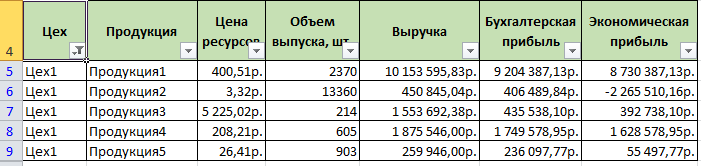 4 Цех Продукция Цена ресурсов Объем выпуска, шт. Выручка Бухгалтерская прибыль Экономическая прибыль
5 Цех1 Продукция1 400,51р. 2370 10 153 595,83р. 9 204 387,13р. 8 730 387,13р.
6 Цех1 Продукция2 3,32р. 13360 450 845,04р. 406 489,84р. -2 265 510,16р.
7 Цех1 Продукция3 5 225,02р. 214 1 553 692,38р. 435 538,10р. 392 738,10р.
8 Цех1 Продукция4 208,21р. 605 1 875 546,00р. 1 749 578,95р. 1 628 578,95р.
9 Цех1 Продукция5 26,41р. 903 259 946,00р. 236 097,77р. 55 497,77р.